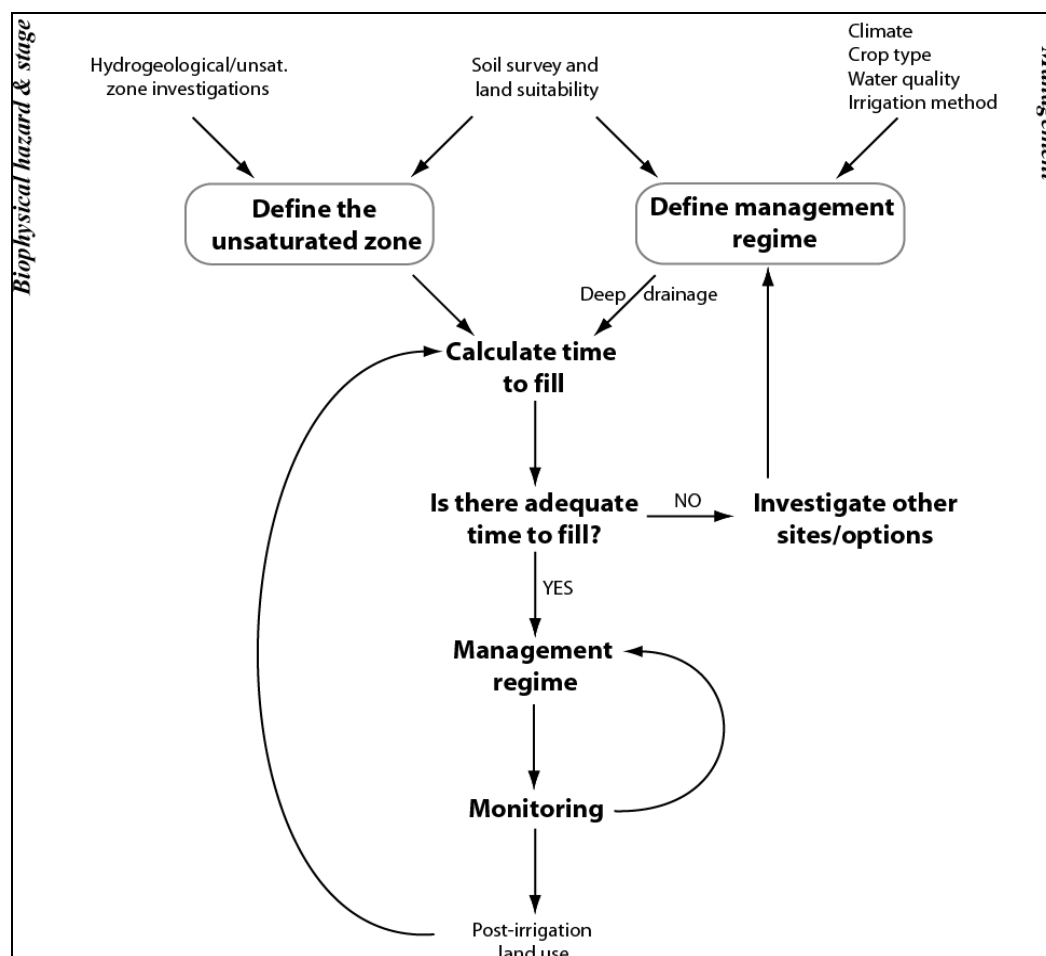 Biophysical hazard & stage
Hydrogeological/unsat.
zone investigations
Soil survey and
land suitability
Climate
Crop type
Water quality
Irrigation method
Define the
unsaturated zone
Define management
regime
Deep drainage
Calculate time
to fill
Is there adequate
time to fill?
NO
Investigate other
sites/options
YES
Management
regime
Monitoring
Post-irrigation
land use